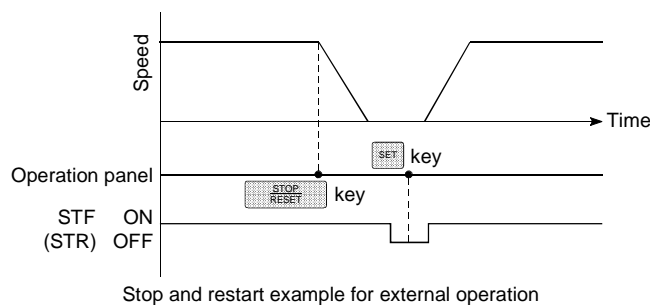 Speed
Time
SET key
Operation panel
STOP
RESET key
STF ON
(STR) OFF
Stop and restart example for external operation